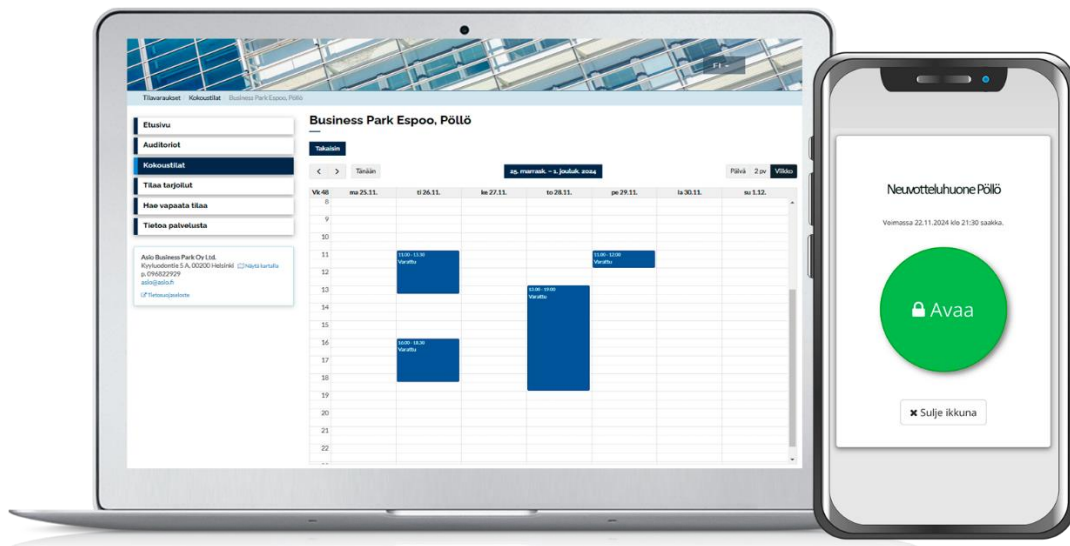 FI
Tilavaraukset Kokoustilat Business Park Espoo, Pöllö
Etusivu
Auditoriot
Kokoustilat
Tilaa tarjoilut
Hae vapaata tilaa
Tietoa palvelusta
Asio Business Park Oy Ltd.
Kyyluodontie 5 A, 00200 Helsinki Näytä kartalla
p. 096822929
asio@asio.fi
Tietosuojaseloste
Business Park Espoo, Pöllö
Takaisin
< > Tänään
25. marrask. – 1. jouluk. 2024
Päivä 2 pv Viikko
Vk 48 ma 25.11. ti 26.11. ke 27.11. to 28.11. pe 29.11. la 30.11. su 1.12.
8
9
10
11
12
13
14
15
16
17
18
19
20
21
22
11:00 - 13:30
Varattu
16:00 - 18:30
Varattu
13:00 - 19:00
Varattu
11:00 - 12:00
Varattu
Neuvotteluhuone Pöllö
Voimassa 22.11.2024 klo 21:30 saakka.
Avaa
Sulje ikkuna